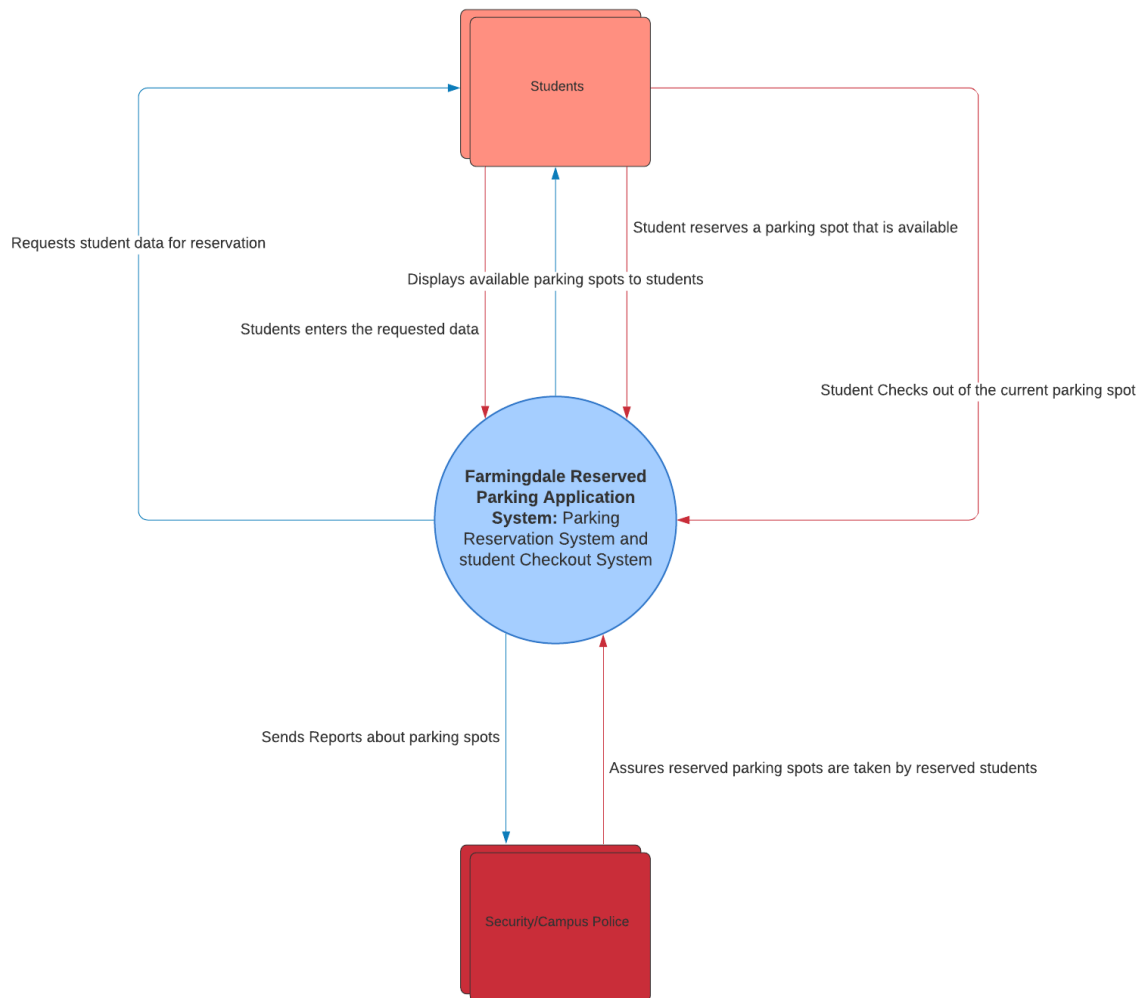 Students
Student reserves a parking spot that is available
Requests student data for reservation
Displays available parking spots to students
Students enters the requested data
Student Checks out of the current parking spot
Farmingdale Reserved
Parking Application
System: Parking
Reservation System and
student Checkout System
Sends Reports about parking spots
Assures reserved parking spots are taken by reserved students
Security/Campus Police